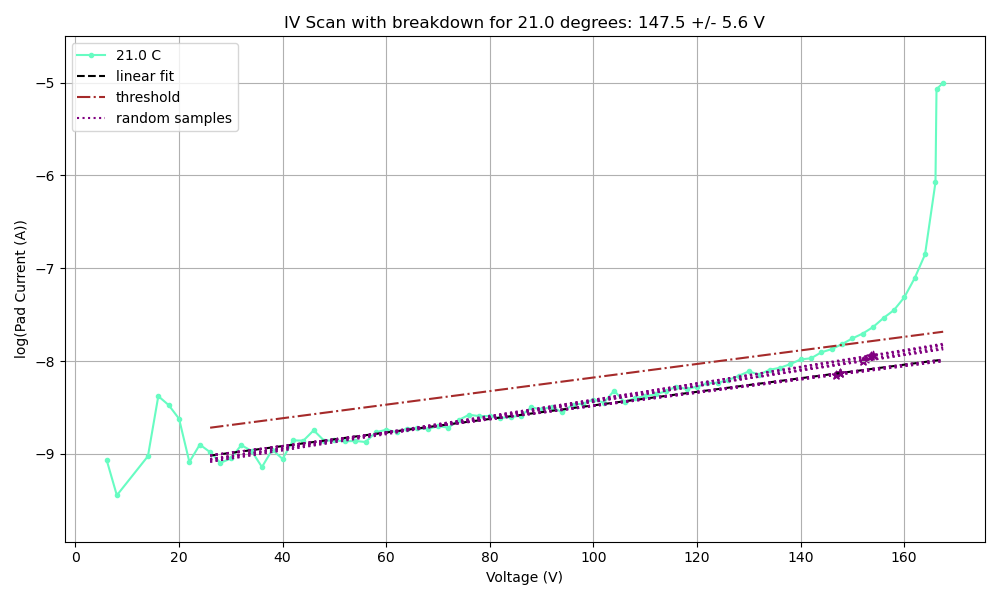 IV Scan with breakdown for 21.0 degrees: 147.5 +/- 5.6 V
21.0 C
linear fit
threshold
random samples
log(Pad Current (A))
−5
−6
−7
−8
−9
0 20 40 60 80 100 120 140 160
Voltage (V)